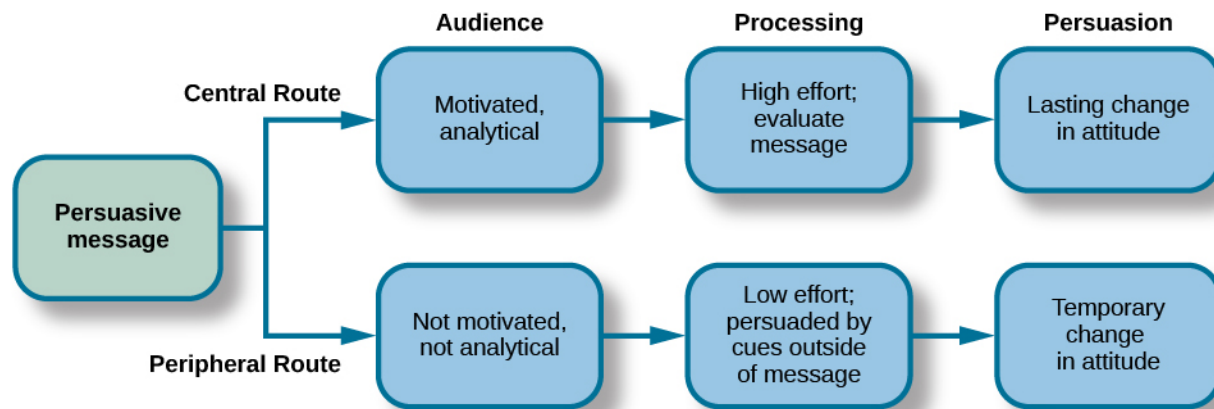 Audience
Processing
Persuasion
Central Route
Motivated,
analytical
High effort;
evaluate
message
Lasting change
in attitude
Persuasive
message
Peripheral Route
Not motivated,
not analytical
Low effort;
persuaded by
cues outside
of message
Temporary
change
in attitude